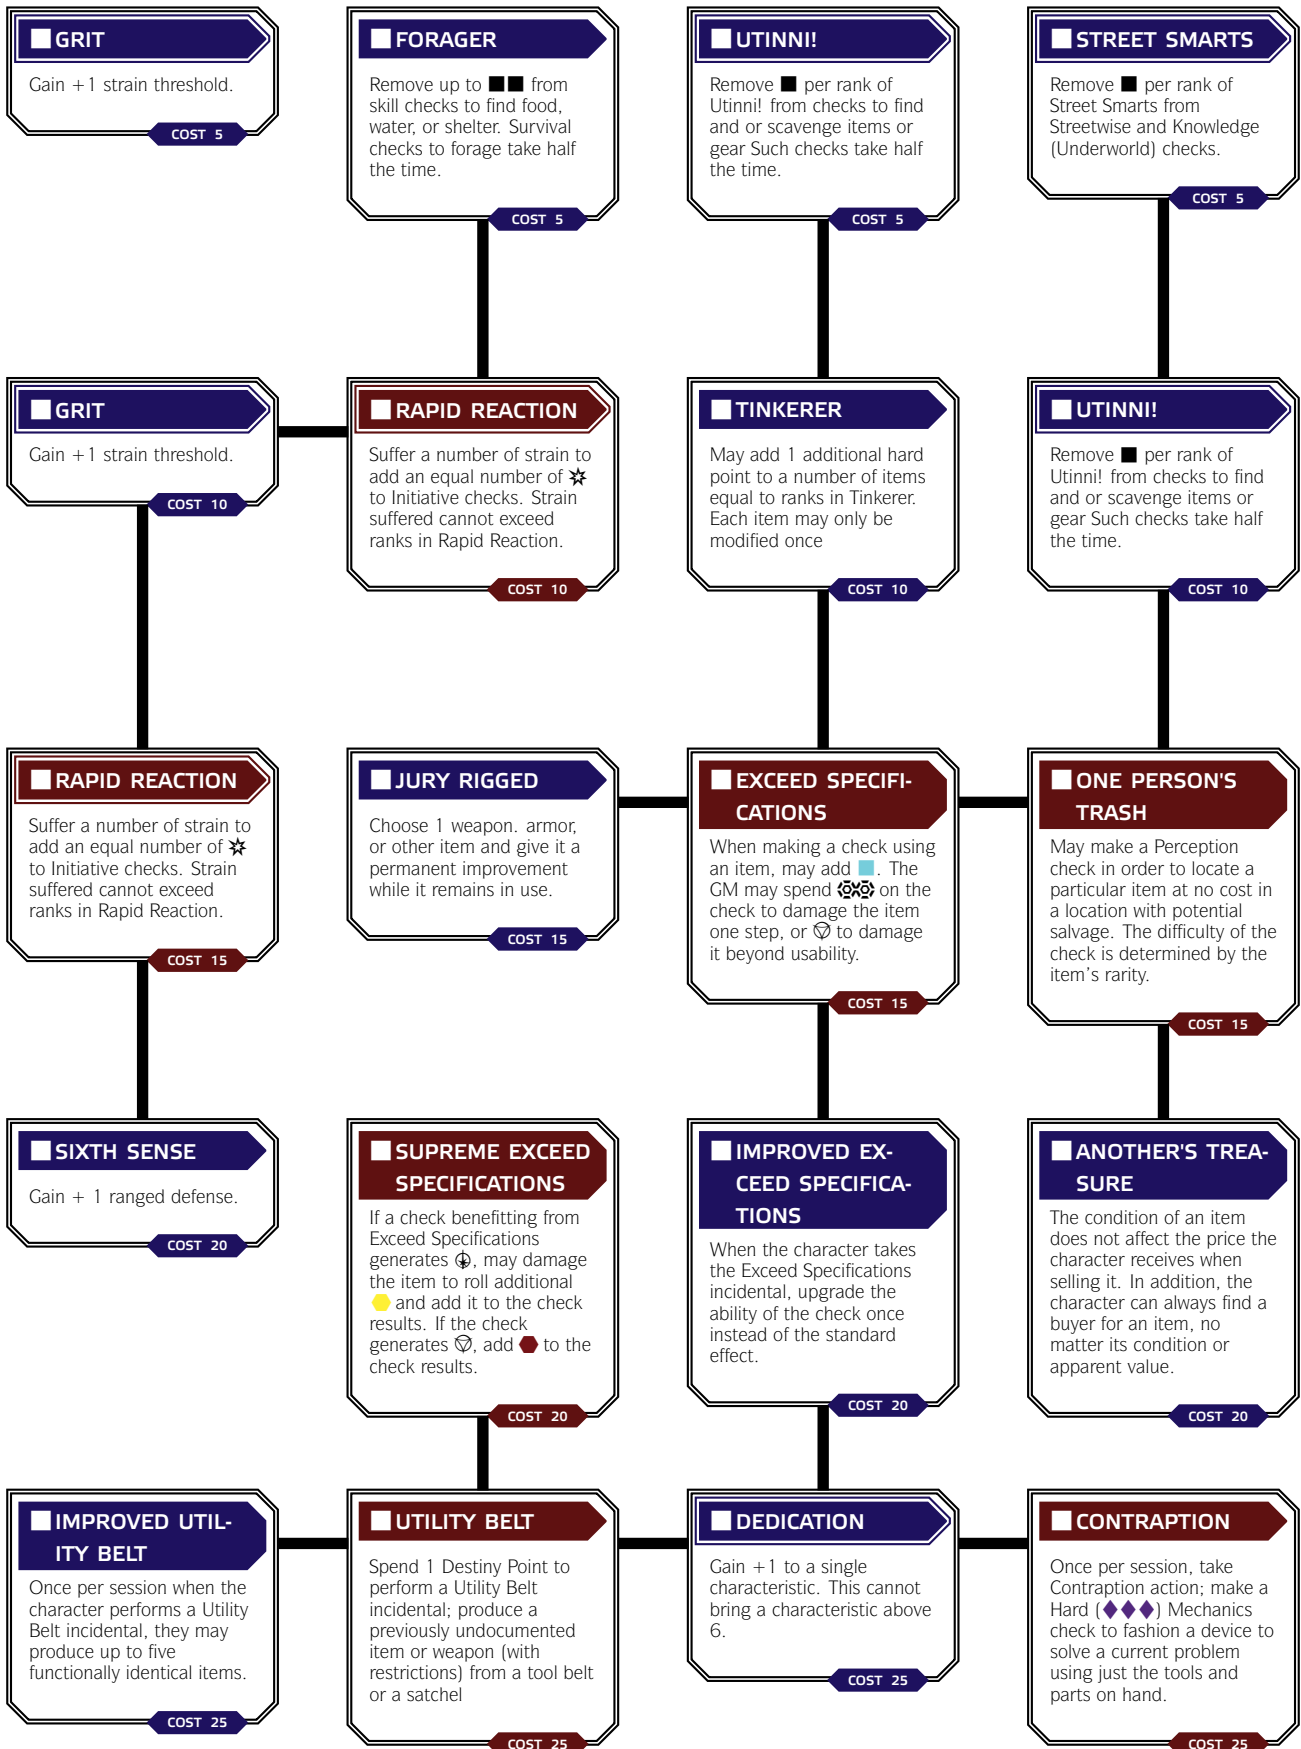 GRIT
Gain +1 strain threshold.
COST 5
FORAGER
Remove up to ■■ from
skill checks to find food,
water, or shelter. Survival
checks to forage take half
the time.
COST 5
UTINNI!
Remove ■ per rank of
Utinni! from checks to find
and or scavenge items or
gear Such checks take half
the time.
COST 5
STREET SMARTS
Remove ■ per rank of
Street Smarts from
Streetwise and Knowledge
(Underworld) checks.
COST 5
GRIT
Gain +1 strain threshold.
COST 10
RAPID REACTION
Suffer a number of strain to
add an equal number of
to Initiative checks. Strain
suffered cannot exceed
ranks in Rapid Reaction.
COST 10
TINKERER
May add 1 additional hard
point to a number of items
equal to ranks in Tinkerer.
Each item may only be
modified once
COST 10
UTINNI!
Remove ■ per rank of
Utinni! from checks to find
and or scavenge items or
gear Such checks take half
the time.
COST 10
RAPID REACTION
Suffer a number of strain to
add an equal number of
to Initiative checks. Strain
suffered cannot exceed
ranks in Rapid Reaction.
COST 15
JURY RIGGED
Choose 1 weapon. armor,
or other item and give it a
permanent improvement
while it remains in use.
COST 15
EXCEED SPECIFI-
CATIONS
When making a check using
an item, may add ■. The
GM may spend on the
check to damage the item
one step, or to damage
it beyond usability.
COST 15
ONE PERSON'S
TRASH
May make a Perception
check in order to locate a
particular item at no cost in
a location with potential
salvage. The difficulty of the
check is determined by the
item's rarity.
COST 15
SIXTH SENSE
Gain + 1 ranged defense.
COST 20
SUPREME EXCEED
SPECIFICATIONS
If a check benefitting from
Exceed Specifications
generates , may damage
the item to roll additional
and add it to the check
results. If the check
generates , add to the
check results.
COST 20
IMPROVED EX-
CEED SPECIFICA-
TIONS
When the character takes
the Exceed Specifications
incidental, upgrade the
ability of the check once
instead of the standard
effect.
COST 20
ANOTHER'S TREA-
SURE
The condition of an item
does not affect the price the
character receives when
selling it. In addition, the
character can always find a
buyer for an item, no
matter its condition or
apparent value.
COST 20
IMPROVED UTIL-
ITY BELT
Once per session when the
character performs a Utility
Belt incidental, they may
produce up to five
functionally identical items.
COST 25
UTILITY BELT
Spend 1 Destiny Point to
perform a Utility Belt
incidental; produce a
previously undocumented
item or weapon (with
restrictions) from a tool belt
or a satchel
COST 25
DEDICATION
Gain +1 to a single
characteristic. This cannot
bring a characteristic above
6.
COST 25
CONTRAPTION
Once per session, take
Contraption action; make a
Hard (♦♦♦) Mechanics
check to fashion a device to
solve a current problem
using just the tools and
parts on hand.
COST 25